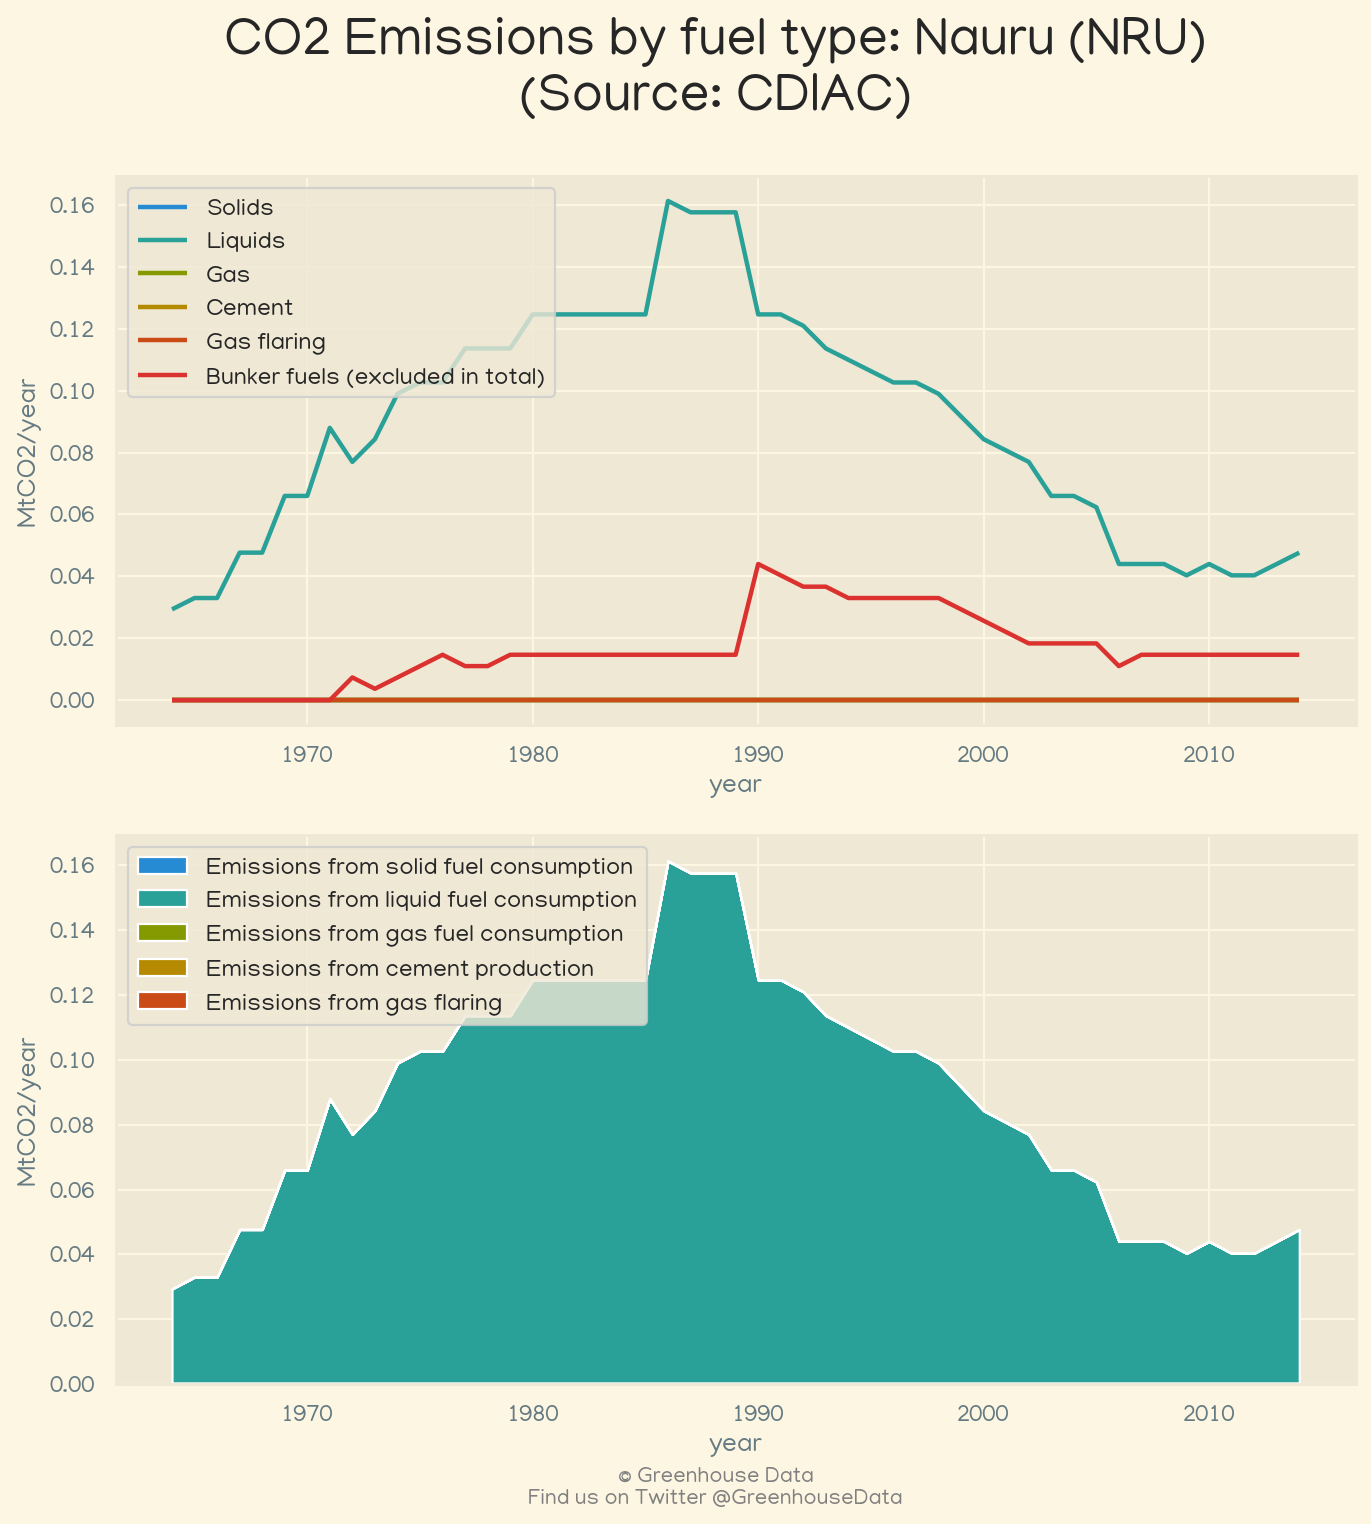 CO2 Emissions by fuel type: Nauru (NRU)
(Source: CDIAC)
0.16
0.14
0.12
0.10
0.08
0.06
0.04
0.02
0.00
MtCO2/year
Solids
Liquids
Gas
Cement
Gas flaring
Bunker fuels (excluded in total)
1970
1980
1990
2000
2010
year
0.16
0.14
0.12
0.10
0.08
0.06
0.04
0.02
0.00
MtCO2/year
Emissions from solid fuel consumption
Emissions from liquid fuel consumption
Emissions from gas fuel consumption
Emissions from cement production
Emissions from gas flaring
1970
1980
1990
2000
2010
year
© Greenhouse Data
Find us on Twitter @GreenhouseData